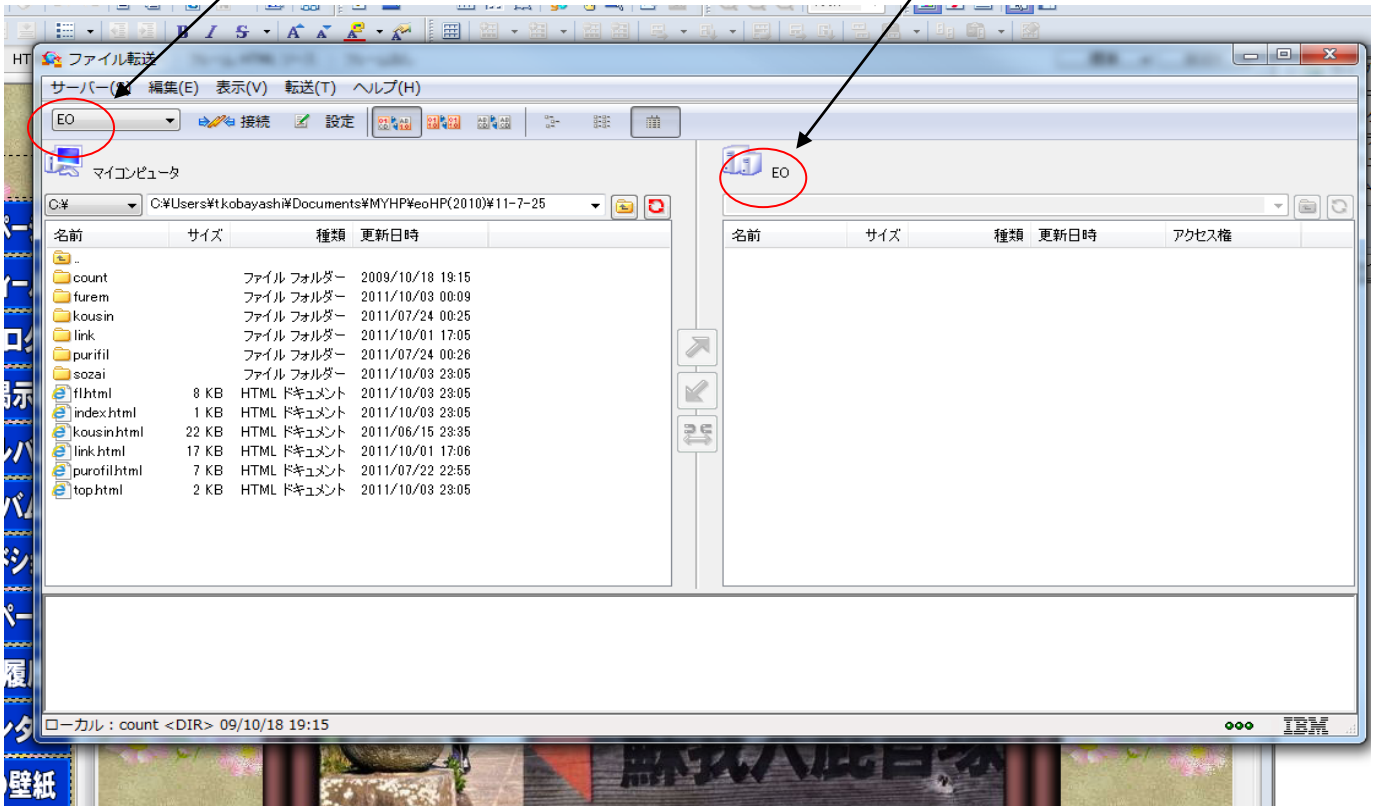 B I S A A A
HT
ファイル転送
サーバー(S) 編集(E) 表示(V) 転送(T) ヘルプ(H)
EO 接続 設定
マイコンピュータ
EO
C:¥ C:¥Users¥t.kobayashi¥Documents¥MYHP¥eoHP(2010)¥11-7-25
名前 サイズ 種類 更新日時
名前 サイズ 種類 更新日時 アクセス権
..
count ファイル フォルダー 2009/10/18 19:15
furem ファイル フォルダー 2011/10/03 00:09
kousin ファイル フォルダー 2011/07/24 00:25
link ファイル フォルダー 2011/10/01 17:05
purifil ファイル フォルダー 2011/07/24 00:26
sozai ファイル フォルダー 2011/10/03 23:05
fl.html 8 KB HTML ドキュメント 2011/10/03 23:05
index.html 1 KB HTML ドキュメント 2011/10/03 23:05
kousin.html 22 KB HTML ドキュメント 2011/06/15 23:35
link.html 17 KB HTML ドキュメント 2011/10/01 17:06
purofil.html 7 KB HTML ドキュメント 2011/07/22 22:55
top.html 2 KB HTML ドキュメント 2011/10/03 23:05
ローカル : count <DIR> 09/10/18 19:15
IBM
壁紙